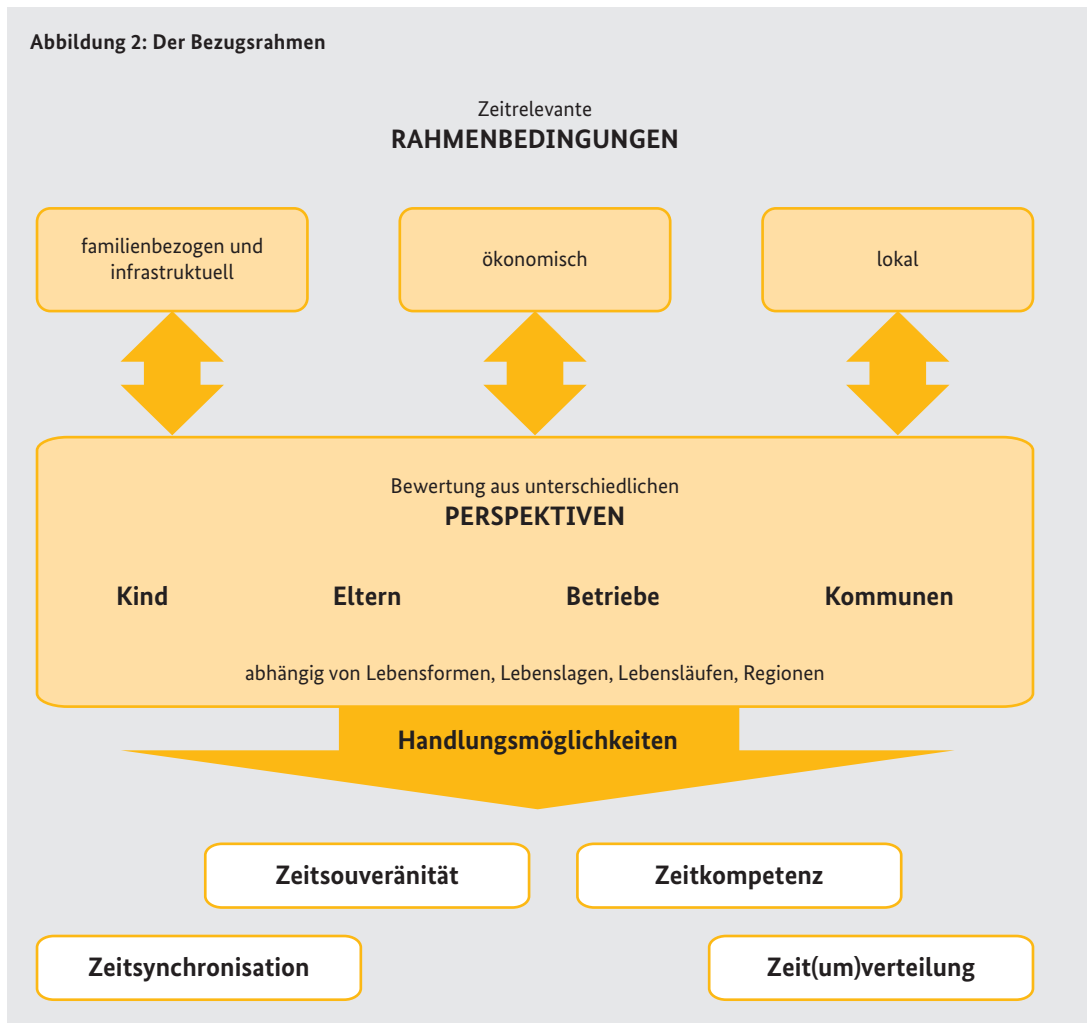 Abbildung 2: Der Bezugsrahmen
Zeitrelevante
RAHMENBEDINGUNGEN
familienbezogen und
infrastruktuell
ökonomisch
lokal
Bewertung aus unterschiedlichen
PERSPEKTIVEN
Kind
Eltern
Betriebe
Kommunen
abhängig von Lebensformen, Lebenslagen, Lebensläufen, Regionen
Handlungsmöglichkeiten
Zeitsouveränität
Zeitkompetenz
Zeitsynchronisation
Zeit(um)verteilung